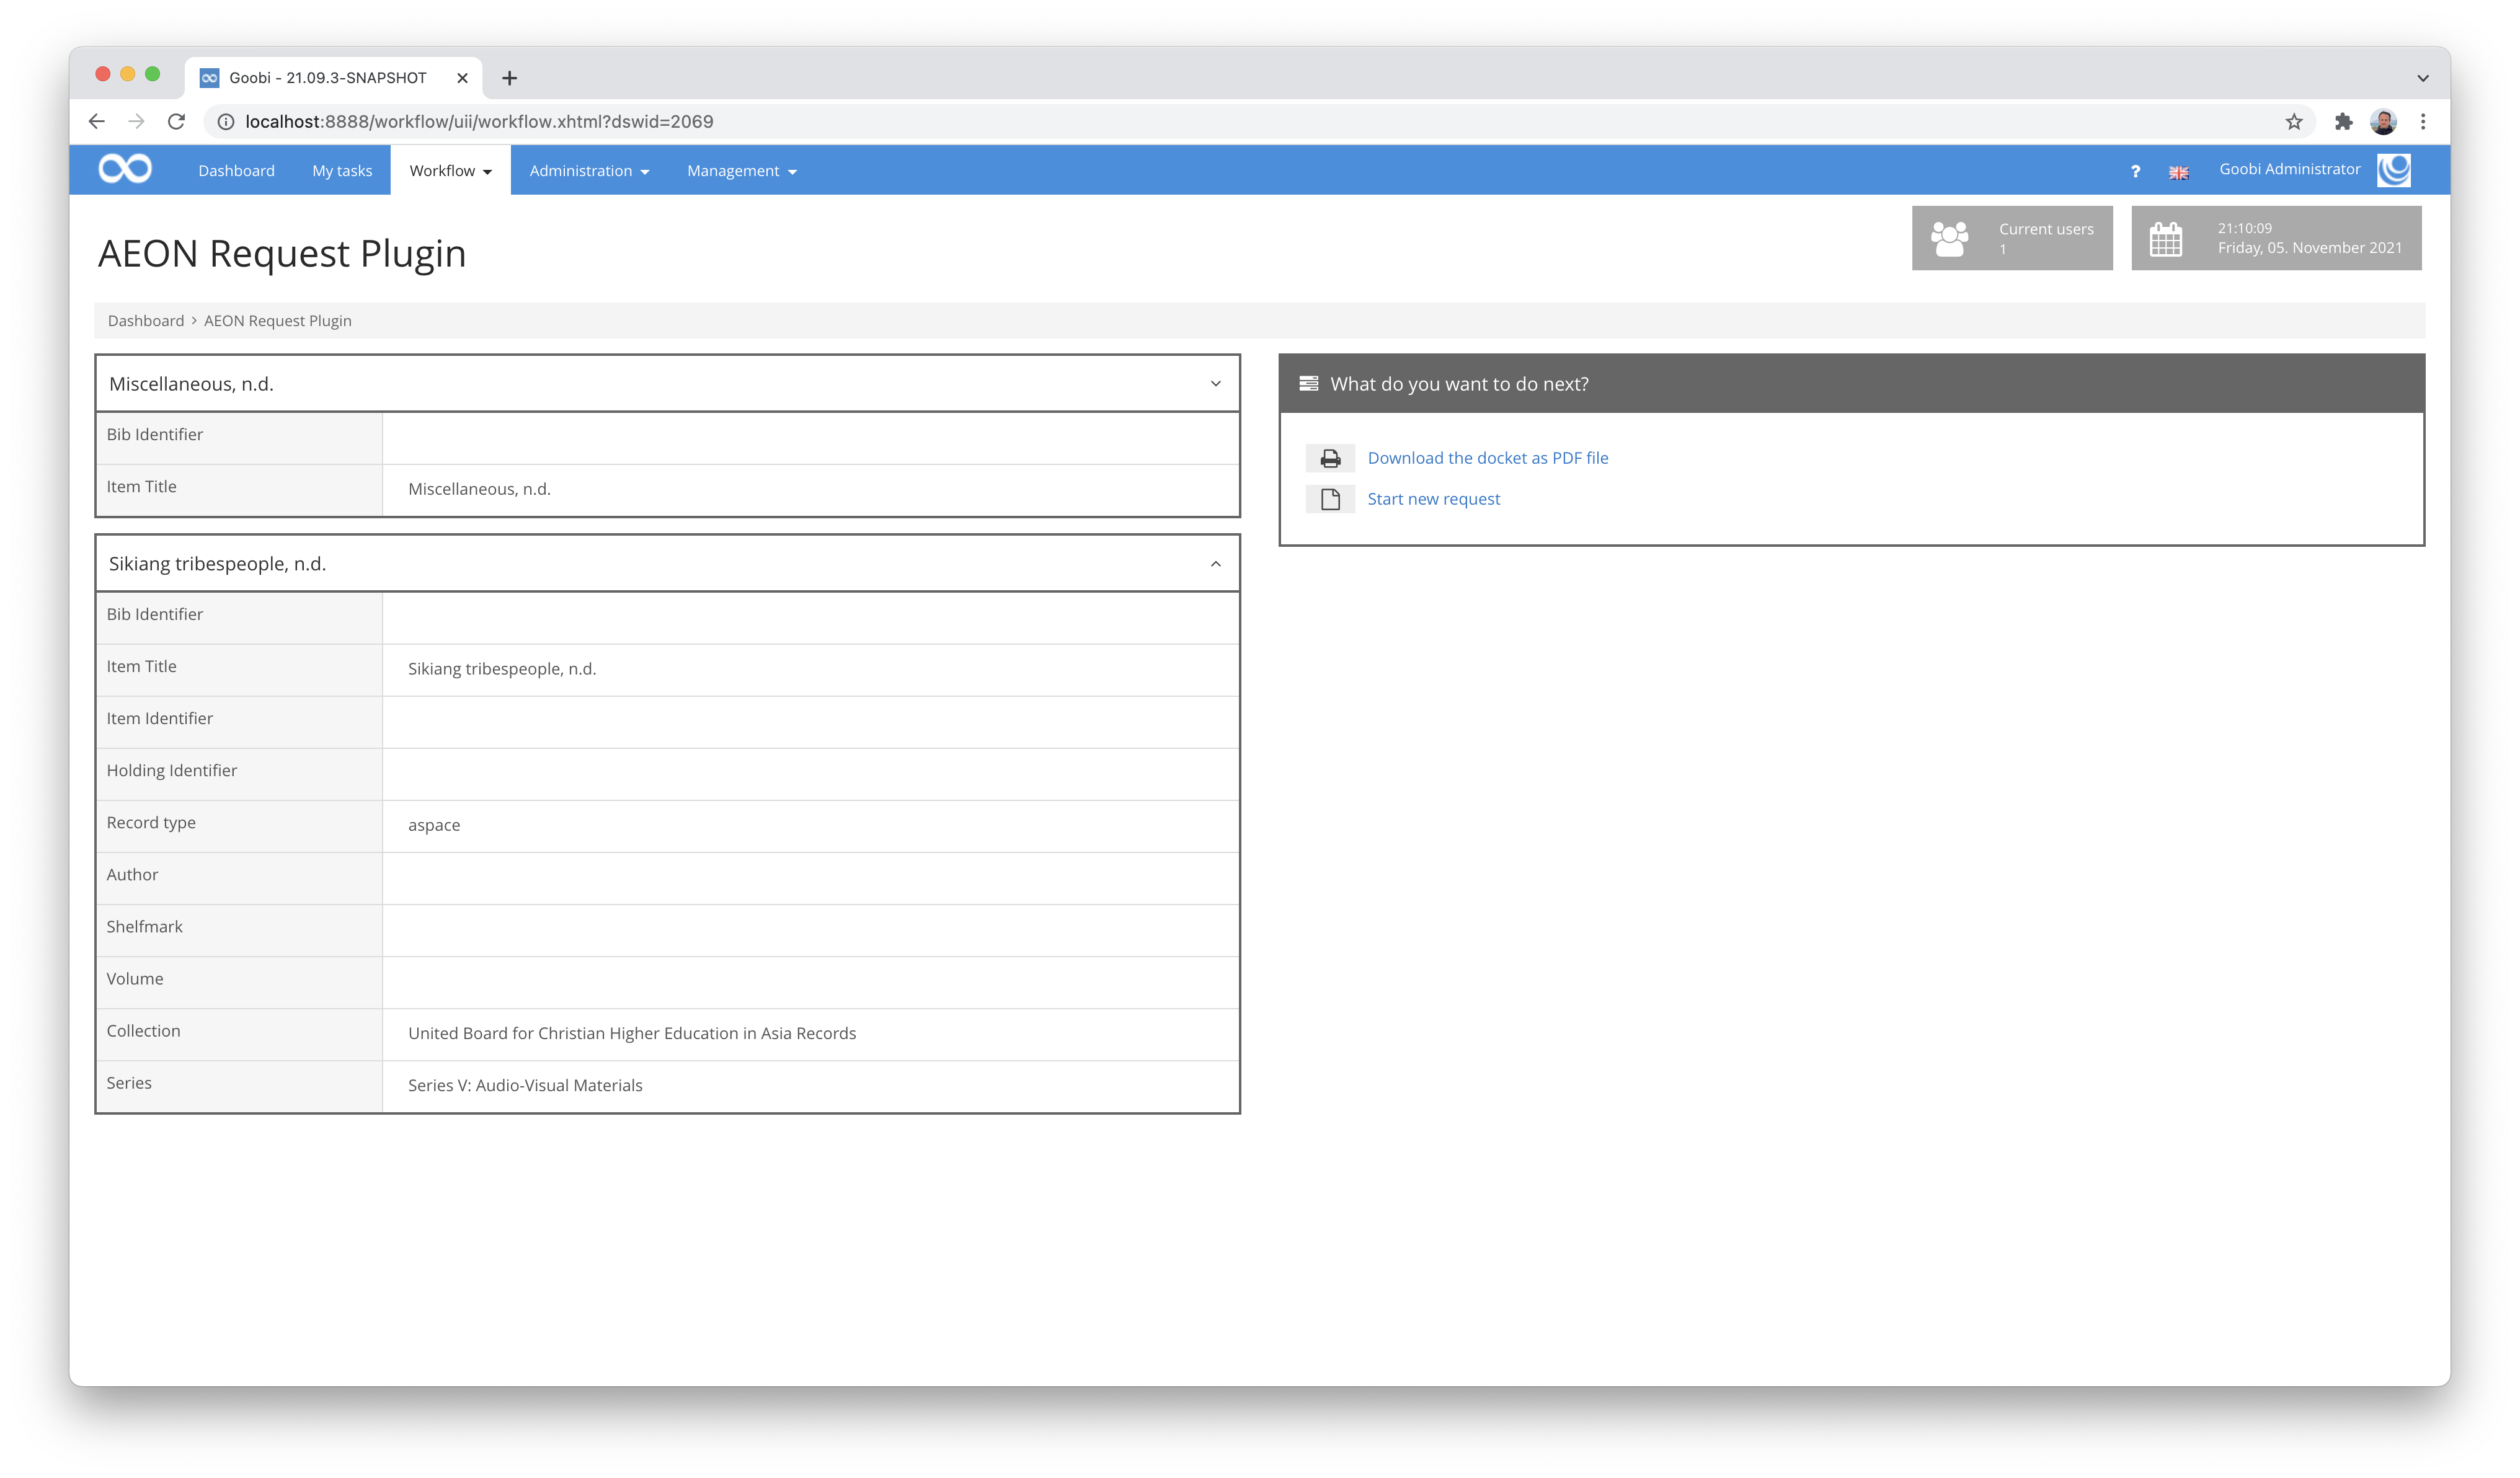 Goobi - 21.09.3-SNAPSHOT
localhost:8888/workflow/uii/workflow.xhtml?dswid=2069
Dashboard My tasks Workflow Administration Management ? Goobi Administrator
AEON Request Plugin
Current users
1
21:10:09
Friday, 05. November 2021
Dashboard › AEON Request Plugin
Miscellaneous, n.d.
Bib Identifier
Item Title Miscellaneous, n.d.
Sikiang tribespeople, n.d.
Bib Identifier
Item Title Sikiang tribespeople, n.d.
Item Identifier
Holding Identifier
Record type aspace
Author
Shelfmark
Volume
Collection United Board for Christian Higher Education in Asia Records
Series Series V: Audio-Visual Materials
What do you want to do next?
Download the docket as PDF file
Start new request